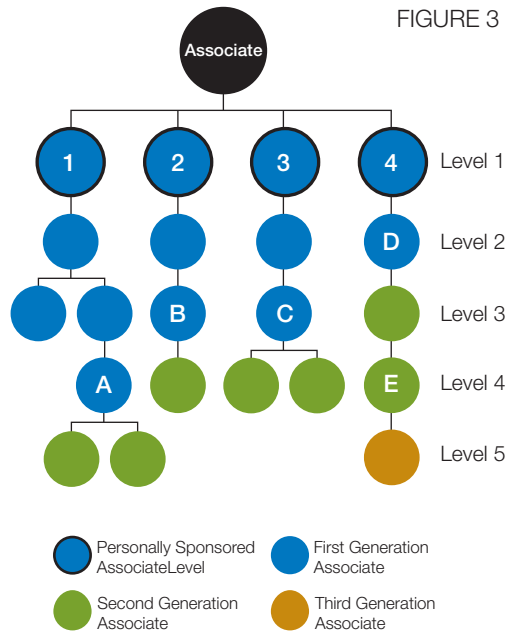 FIGURE 3
Associate
1 2 3 4 Level 1
D Level 2
B C Level 3
A E Level 4
Level 5
Personally Sponsored
AssociateLevel
First Generation
Associate
Second Generation
Associate
Third Generation
Associate